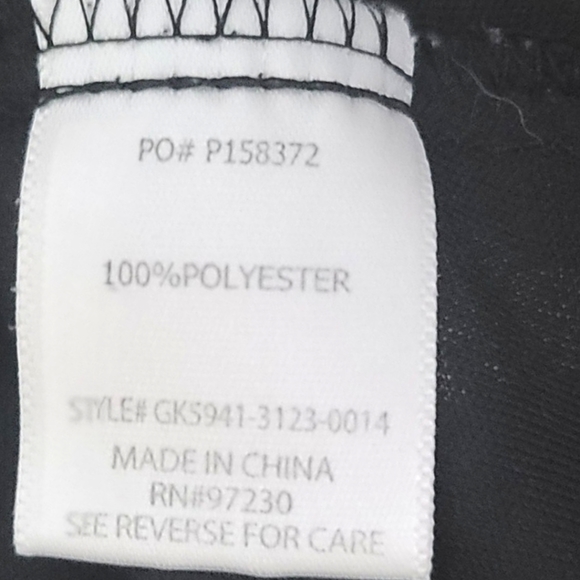 PO# P158372
100%POLYESTER
STYLE# GK5941-3123-0014
MADE IN CHINA
RN#97230
SEE REVERSE FOR CARE